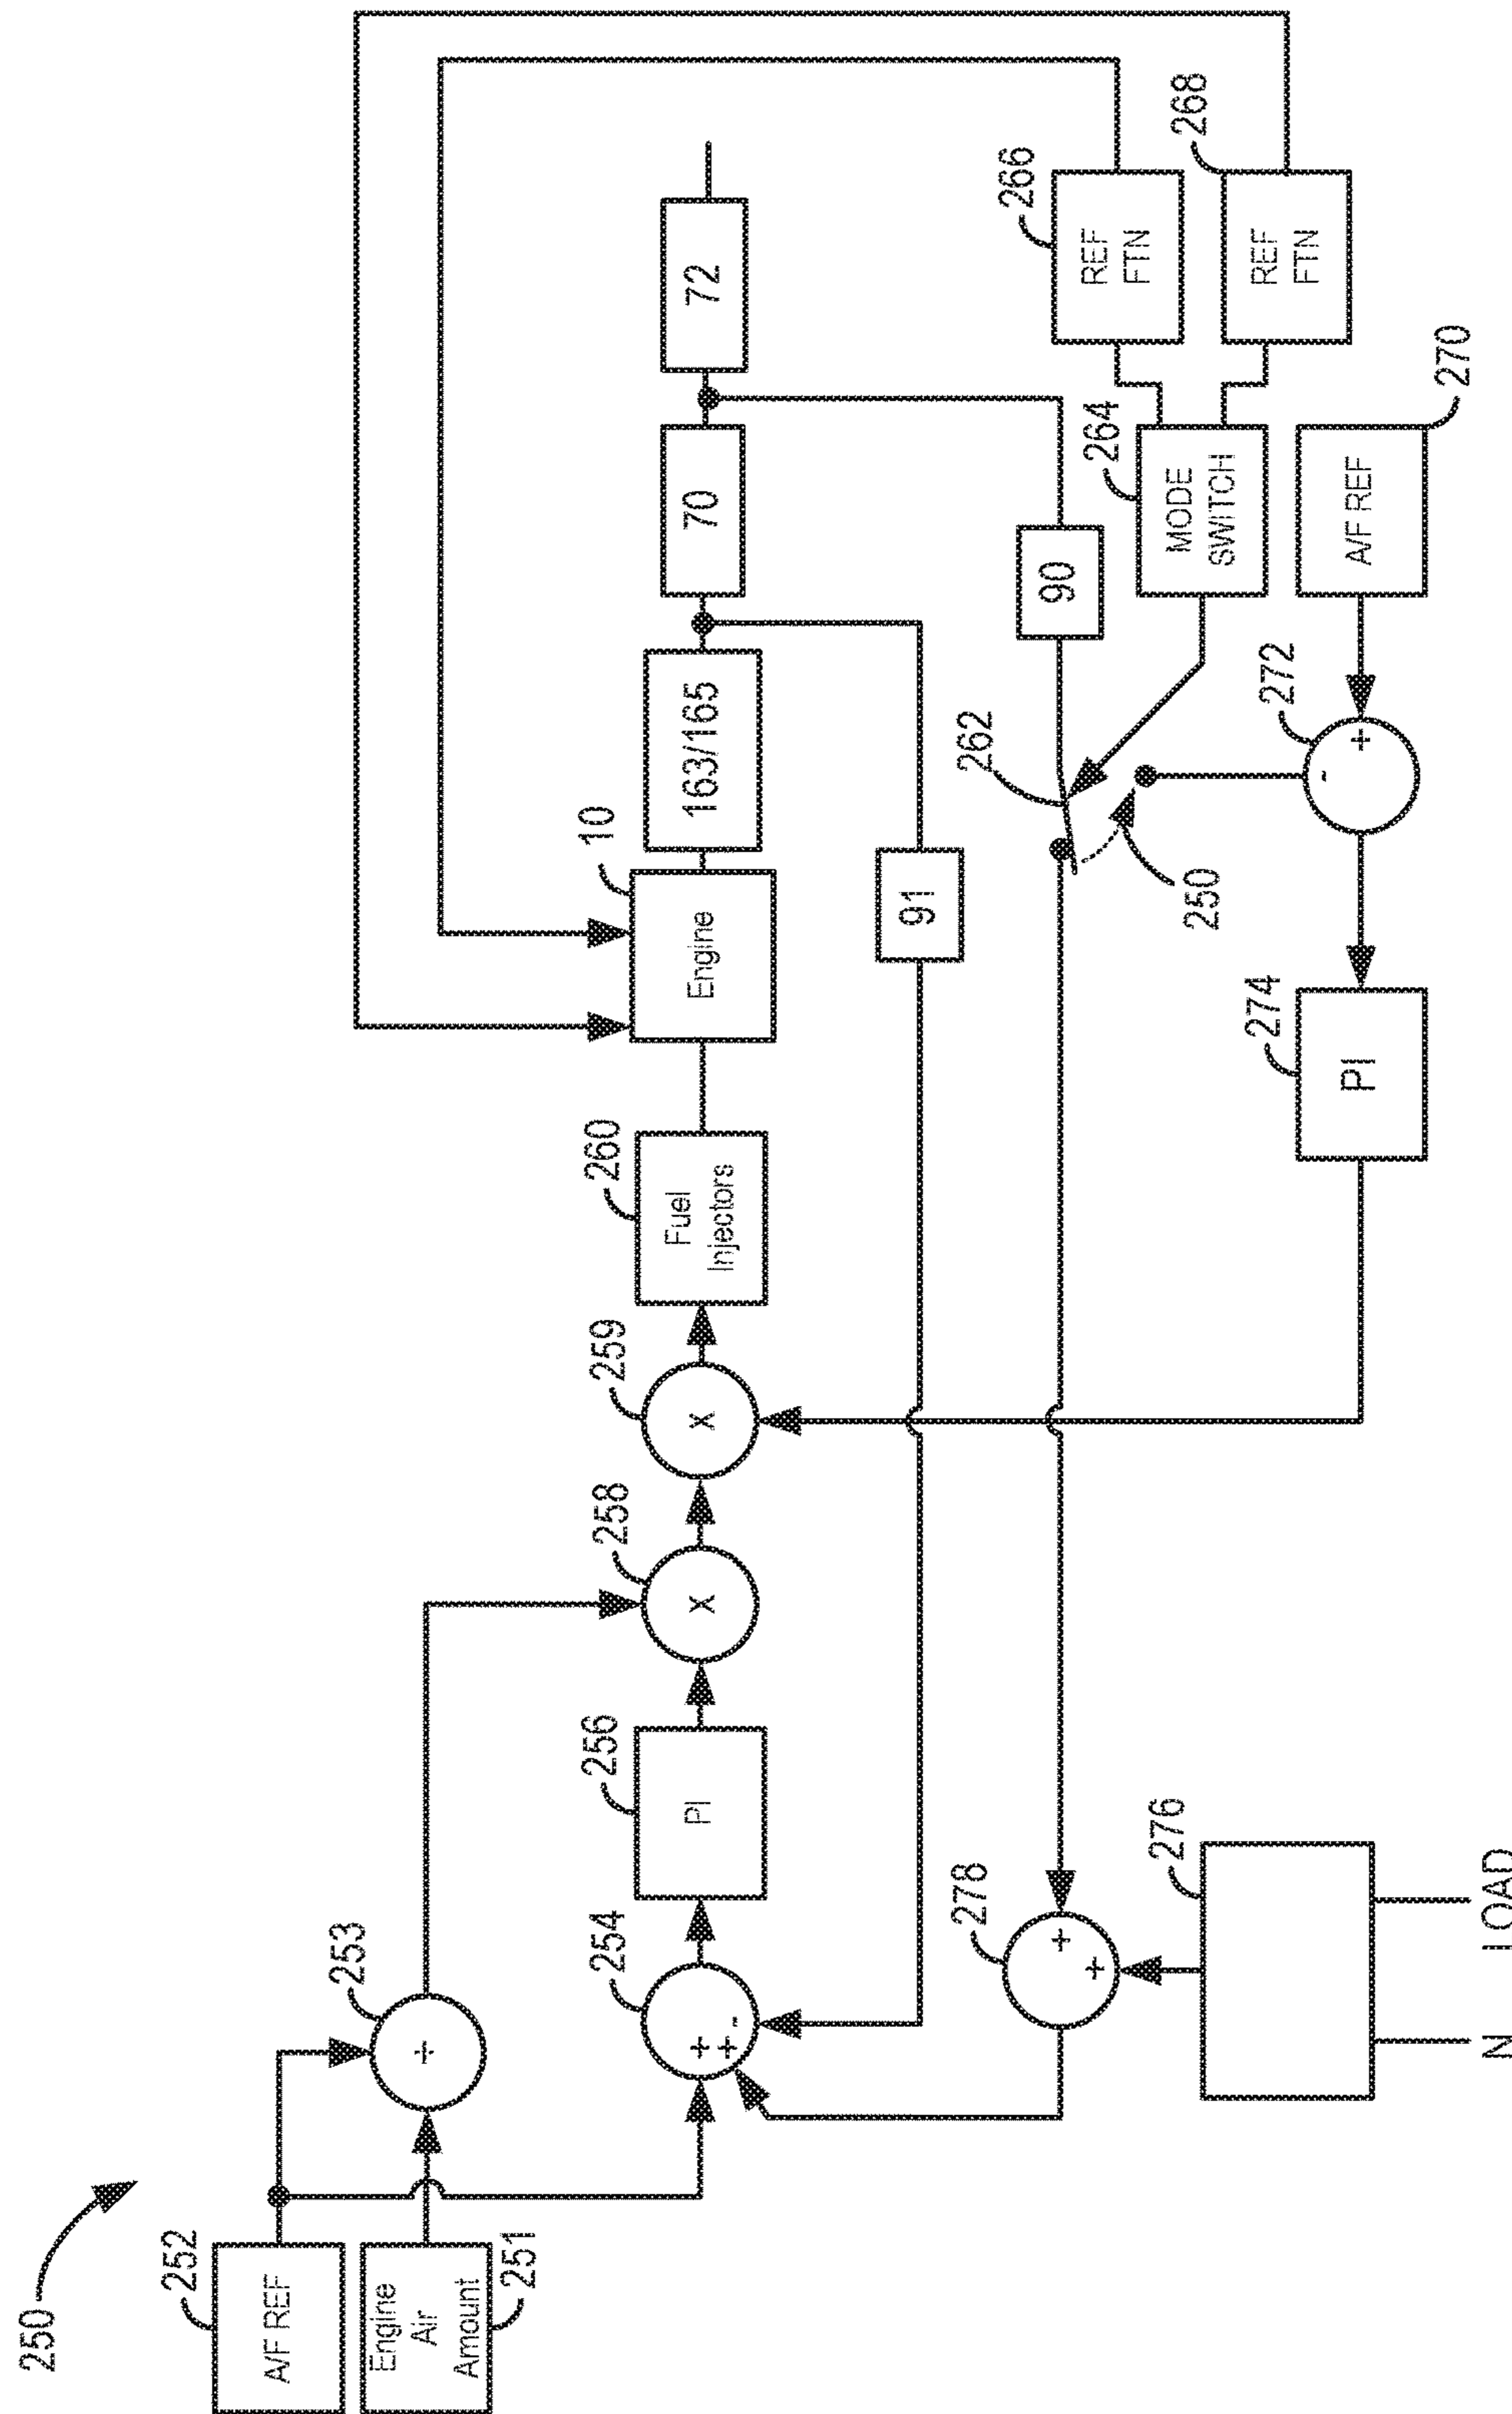 250
252
A/F REF
Engine
Air
Amount
251
253
÷
254
+
+
-
256
PI
258
X
259
X
260
Fuel
Injectors
10
Engine
163/165
70
72
91
90
262
250
264
MODE
SWITCH
266
REF
FTN
268
REF
FTN
A/F REF
270
272
+
-
274
PI
278
+
+
276
N
LOAD